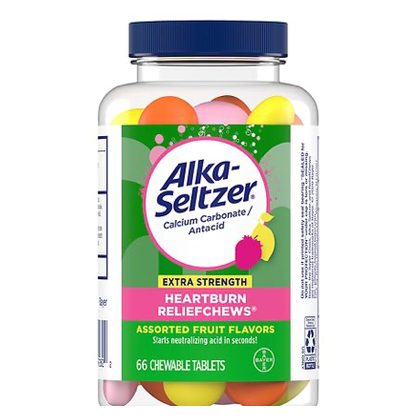 Alka-
Seltzer®
Calcium Carbonate /
Antacid
EXTRA STRENGTH
HEARTBURN
RELIEFCHEWS®
ASSORTED FRUIT FLAVORS
Starts neutralizing acid in seconds!
66 CHEWABLE TABLETS
BAYER
Bayer